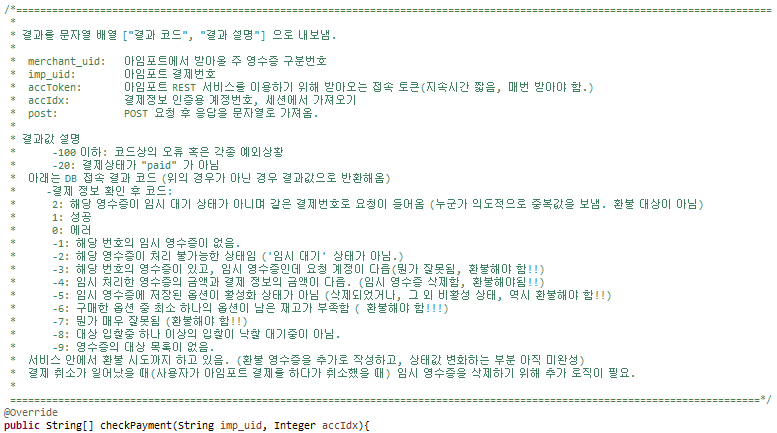 /*==============================================================================
*
* 결과를 문자열 배열 ["결과 코드", "결과 설명"] 으로 내보냄.
*
* merchant_uid: 아임포트에서 받아올 주 영수증 구분번호
* imp_uid: 아임포트 결제번호
* accToken: 아임포트 REST 서비스를 이용하기 위해 받아오는 접속 토큰(지속시간 짧음, 매번 받아야 함.)
* accIdx: 결제정보 인증용 계정번호, 세션에서 가져오기
* post: POST 요청 후 응답을 문자열로 가져옴.
*
* 결과값 설명
* -100 이하: 코드상의 오류 혹은 각종 예외상황
* -20: 결제상태가 "paid" 가 아님
* 아래는 DB 접속 결과 코드 (위의 경우가 아닌 경우 결과값으로 반환해옴)
* -결제 정보 확인 후 코드:
* 2: 해당 영수증이 임시 대기 상태가 아니며 같은 결제번호로 요청이 들어옴 (누군가 의도적으로 중복값을 보냄. 환불 대상이 아님)
* 1: 성공
* 0: 에러
* -1: 해당 번호의 임시 영수증이 없음.
* -2: 해당 영수증이 처리 불가능한 상태임 ('임시 대기' 상태가 아님.)
* -3: 해당 번호의 영수증이 있고, 임시 영수증인데 요청 계정이 다름(뭔가 잘못됨, 환불해야 함!!)
* -4: 임시 처리한 영수증의 금액과 결제 정보의 금액이 다름. (임시 영수증 삭제함, 환불해야됨!!)
* -5: 임시 영수증에 저장된 옵션이 활성화 상태가 아님 (삭제되었거나, 그 외 비활성 상태, 역시 환불해야 함!!)
* -6: 구매한 옵션 중 최소 하나의 옵션이 남은 재고가 부족함 ( 환불해야 함!!!)
* -7: 뭔가 매우 잘못됨 (환불해야 함!!)
* -8: 대상 입찰중 하나 이상의 입찰이 낙찰 대기중이 아님.
* -9: 영수증의 대상 목록이 없음.
* 서비스 안에서 환불 시도까지 하고 있음. (환불 영수증을 추가로 작성하고, 상태값 변화하는 부분 아직 미완성)
* 결제 취소가 일어났을 때(사용자가 아임포트 결제를 하다가 취소했을 때) 임시 영수증을 삭제하기 위해 추가 로직이 필요.
*
==============================================================================*/
@Override
public String[] checkPayment(String imp_uid, Integer accIdx){